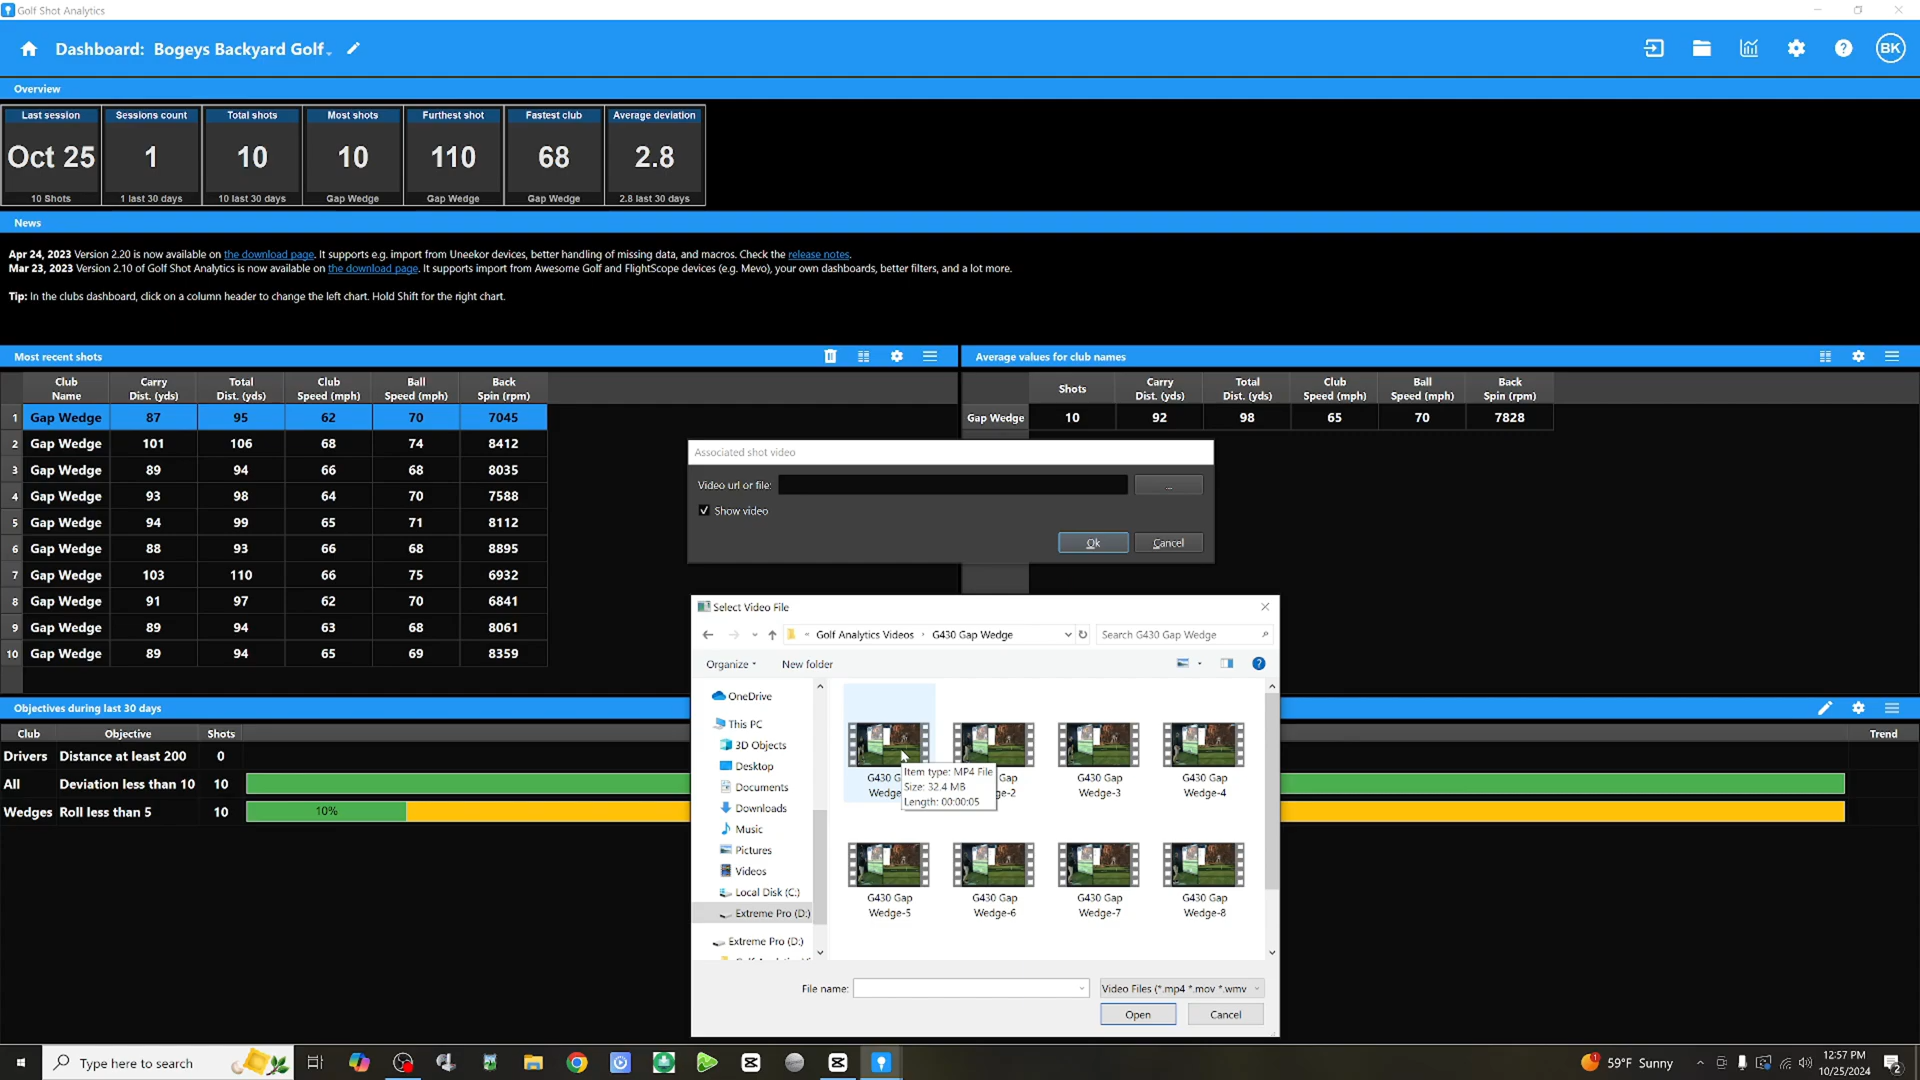 Golf Shot Analytics
Dashboard: Bogeys Backyard Golf
BK
Overview
Last session
Oct 25
10 Shots
Sessions count
1
1 last 30 days
Total shots
10
10 last 30 days
Most shots
10
Gap Wedge
Furthest shot
110
Gap Wedge
Fastest club
68
Gap Wedge
Average deviation
2.8
2.8 last 30 days
News
Apr 24, 2023 Version 2.20 is now available on the download page. It supports e.g. import from Uneekor devices, better handling of missing data, and macros. Check the release notes.
Mar 23, 2023 Version 2.10 of Golf Shot Analytics is now available on the download page. It supports import from Awesome Golf and FlightScope devices (e.g. Mevo), your own dashboards, better filters, and a lot more.
Tip: In the clubs dashboard, click on a column header to change the left chart. Hold Shift for the right chart.
Most recent shots
Club Name Carry Dist. (yds) Total Dist. (yds) Club Speed (mph) Ball Speed (mph) Back Spin (rpm)
1 Gap Wedge 87 95 62 70 7045
2 Gap Wedge 101 106 68 74 8412
3 Gap Wedge 89 94 66 68 8035
4 Gap Wedge 93 98 64 70 7588
5 Gap Wedge 94 99 65 71 8112
6 Gap Wedge 88 93 66 68 8895
7 Gap Wedge 103 110 66 75 6932
8 Gap Wedge 91 97 62 70 6841
9 Gap Wedge 89 94 63 68 8061
10 Gap Wedge 89 94 65 69 8359
Average values for club names
Shots Carry Dist. (yds) Total Dist. (yds) Club Speed (mph) Ball Speed (mph) Back Spin (rpm)
Gap Wedge 10 92 98 65 70 7828
Associated shot video
Video url or file:
...
Show video
Ok
Cancel
Objectives during last 30 days
Club Objective Shots Trend
Drivers Distance at least 200 0
All Deviation less than 10 10
Wedges Roll less than 5 10 10%
Select Video File
« Golf Analytics Videos › G430 Gap Wedge
Search G430 Gap Wedge
Organize
New folder
OneDrive
This PC
3D Objects
Desktop
Documents
Downloads
Music
Pictures
Videos
Local Disk (C:)
Extreme Pro (D:)
Extreme Pro (D:)
G430 G
Wedge
Gap
-2
G430 Gap
Wedge-3
G430 Gap
Wedge-4
Item type: MP4 File
Size: 32.4 MB
Length: 00:00:05
G430 Gap
Wedge-5
G430 Gap
Wedge-6
G430 Gap
Wedge-7
G430 Gap
Wedge-8
File name:
Video Files (*.mp4 *.mov *.wmv
Open
Cancel
Type here to search
59°F Sunny
12:57 PM
10/25/2024
2